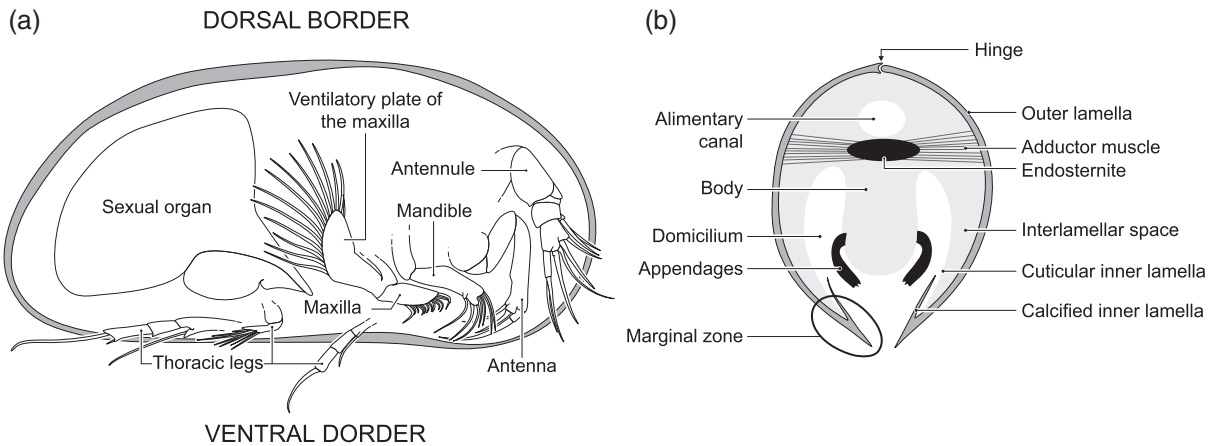 (a)
DORSAL BORDER
Ventilatory plate of
the maxilla
Antennule
Sexual organ
Mandible
Maxilla
Thoracic legs
Antenna
VENTRAL DORDER
(b)
Hinge
Alimentary
canal
Outer lamella
Adductor muscle
Endosternite
Body
Domicilium
Interlamellar space
Appendages
Cuticular inner lamella
Calcified inner lamella
Marginal zone